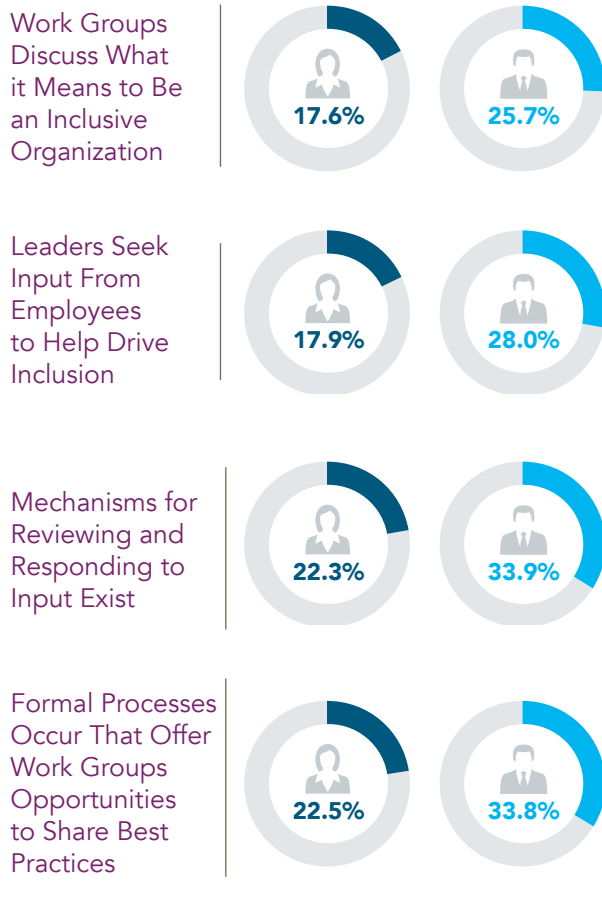 Work Groups
Discuss What
it Means to Be
an Inclusive
Organization
17.6%
25.7%
Leaders Seek
Input From
Employees
to Help Drive
Inclusion
17.9%
28.0%
Mechanisms for
Reviewing and
Responding to
Input Exist
22.3%
33.9%
Formal Processes
Occur That Offer
Work Groups
Opportunities
to Share Best
Practices
22.5%
33.8%